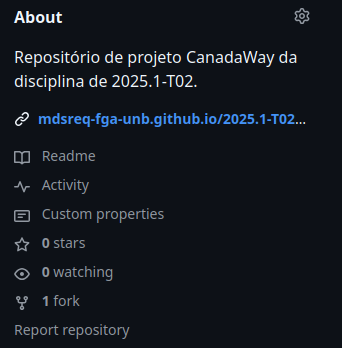 About
Repositório de projeto CanadaWay da
disciplina de 2025.1-T02.
mdsreq-fga-unb.github.io/2025.1-T02...
Readme
Activity
Custom properties
0 stars
0 watching
1 fork
Report repository